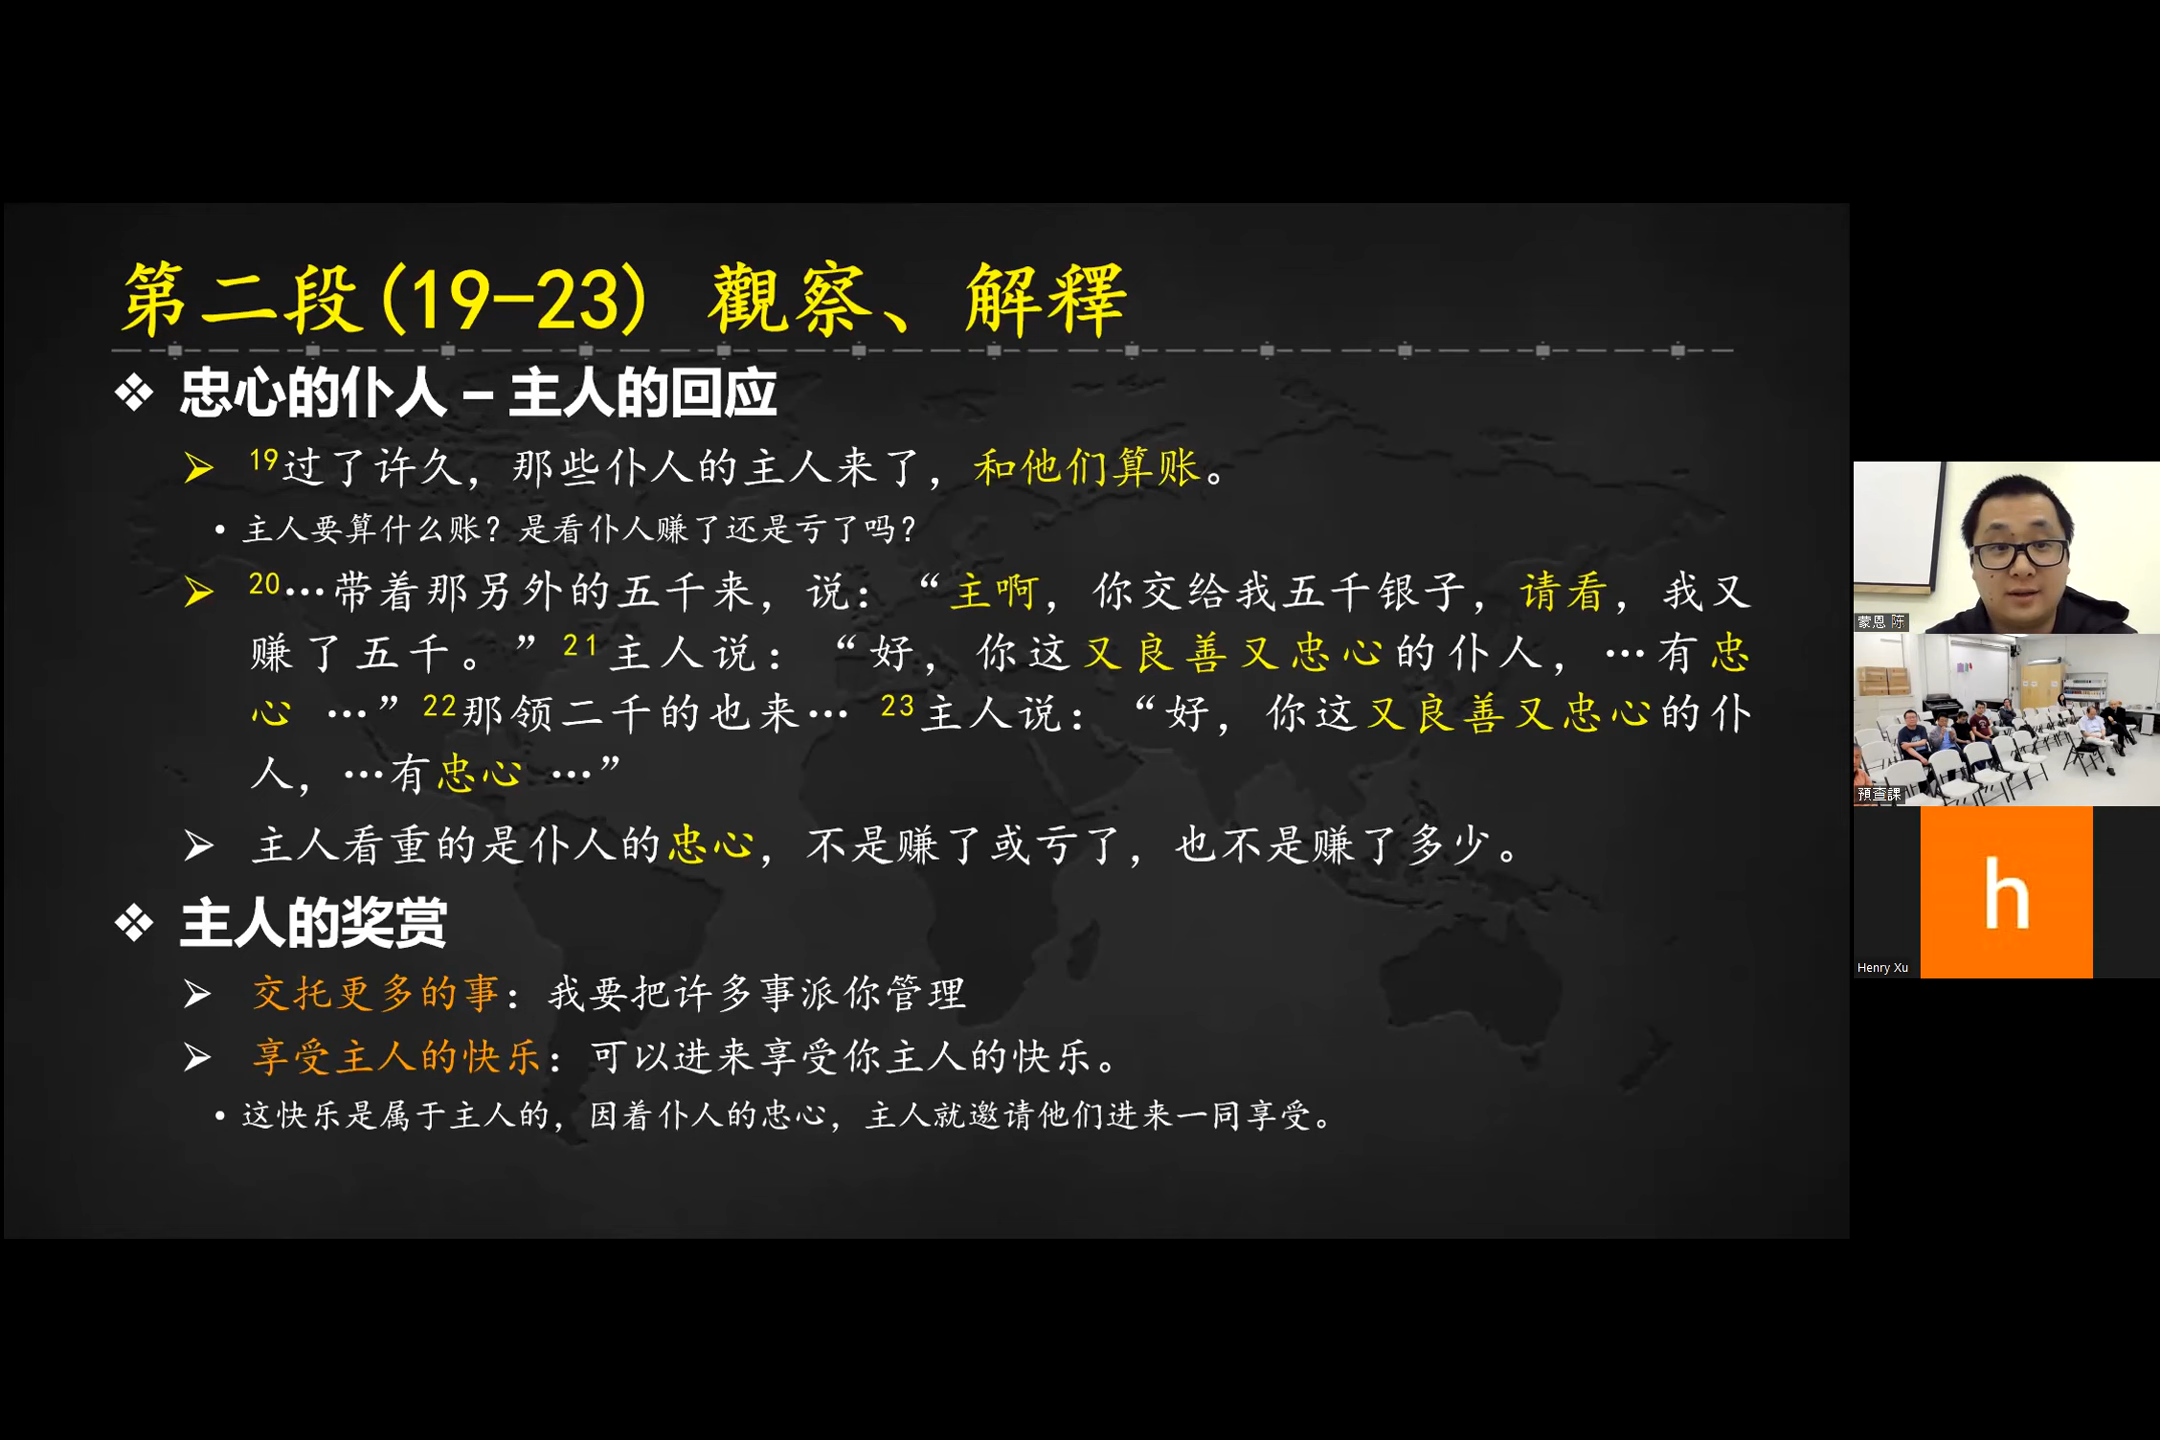 第二段(19-23) 觀察、解釋
❖ 忠心的仆人 – 主人的回应
➢ 19过了许久，那些仆人的主人来了，和他们算账。
• 主人要算什么账？是看仆人赚了还是亏了吗？
➢ 20…带着那另外的五千来，说：“主啊，你交给我五千银子，请看，我又
赚了五千。”21主人说：“好，你这又良善又忠心的仆人，…有忠
心 …”22那领二千的也来… 23主人说：“好，你这又良善又忠心的仆
人，…有忠心 …”
➢ 主人看重的是仆人的忠心，不是赚了或亏了，也不是赚了多少。
❖ 主人的奖赏
➢ 交托更多的事：我要把许多事派你管理
➢ 享受主人的快乐：可以进来享受你主人的快乐。
• 这快乐是属于主人的，因着仆人的忠心，主人就邀请他们进来一同享受。
蒙恩 陈
預查課
h
Henry Xu